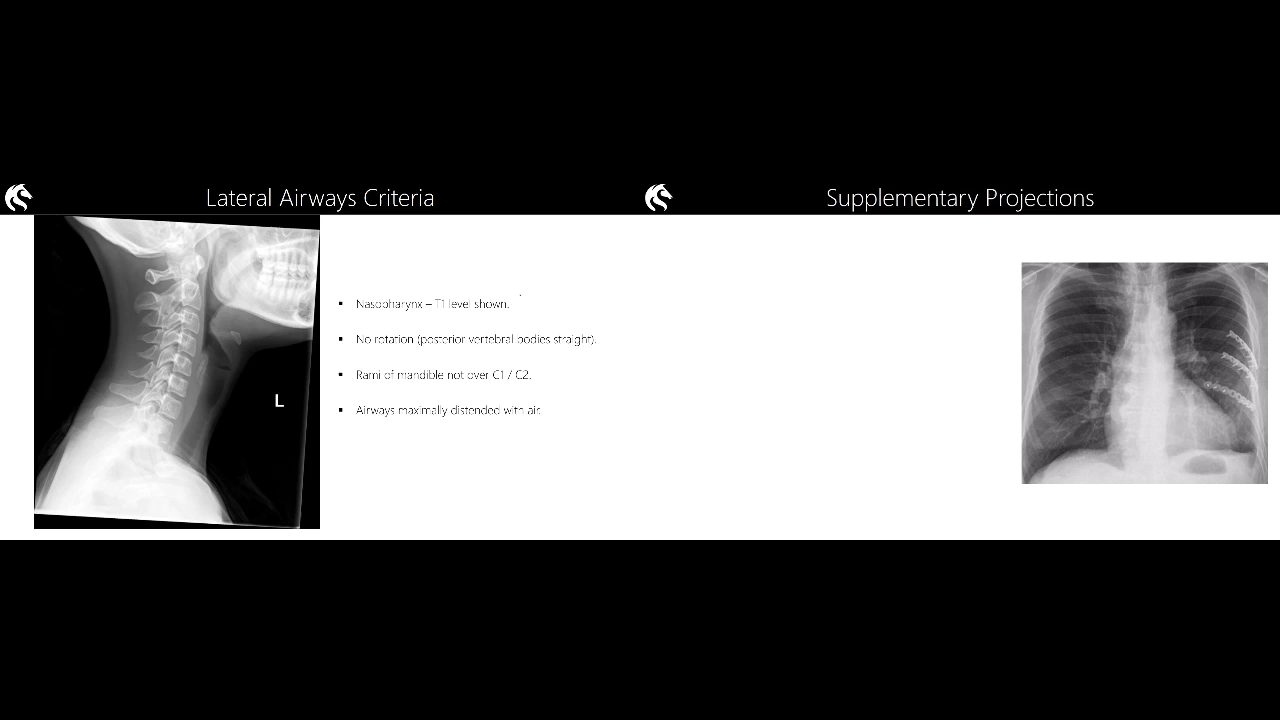 Lateral Airways Criteria
Nasopharynx – T1 level shown.
No rotation (posterior vertebral bodies straight).
Rami of mandible not over C1 / C2.
Airways maximally distended with air.
L
Supplementary Projections